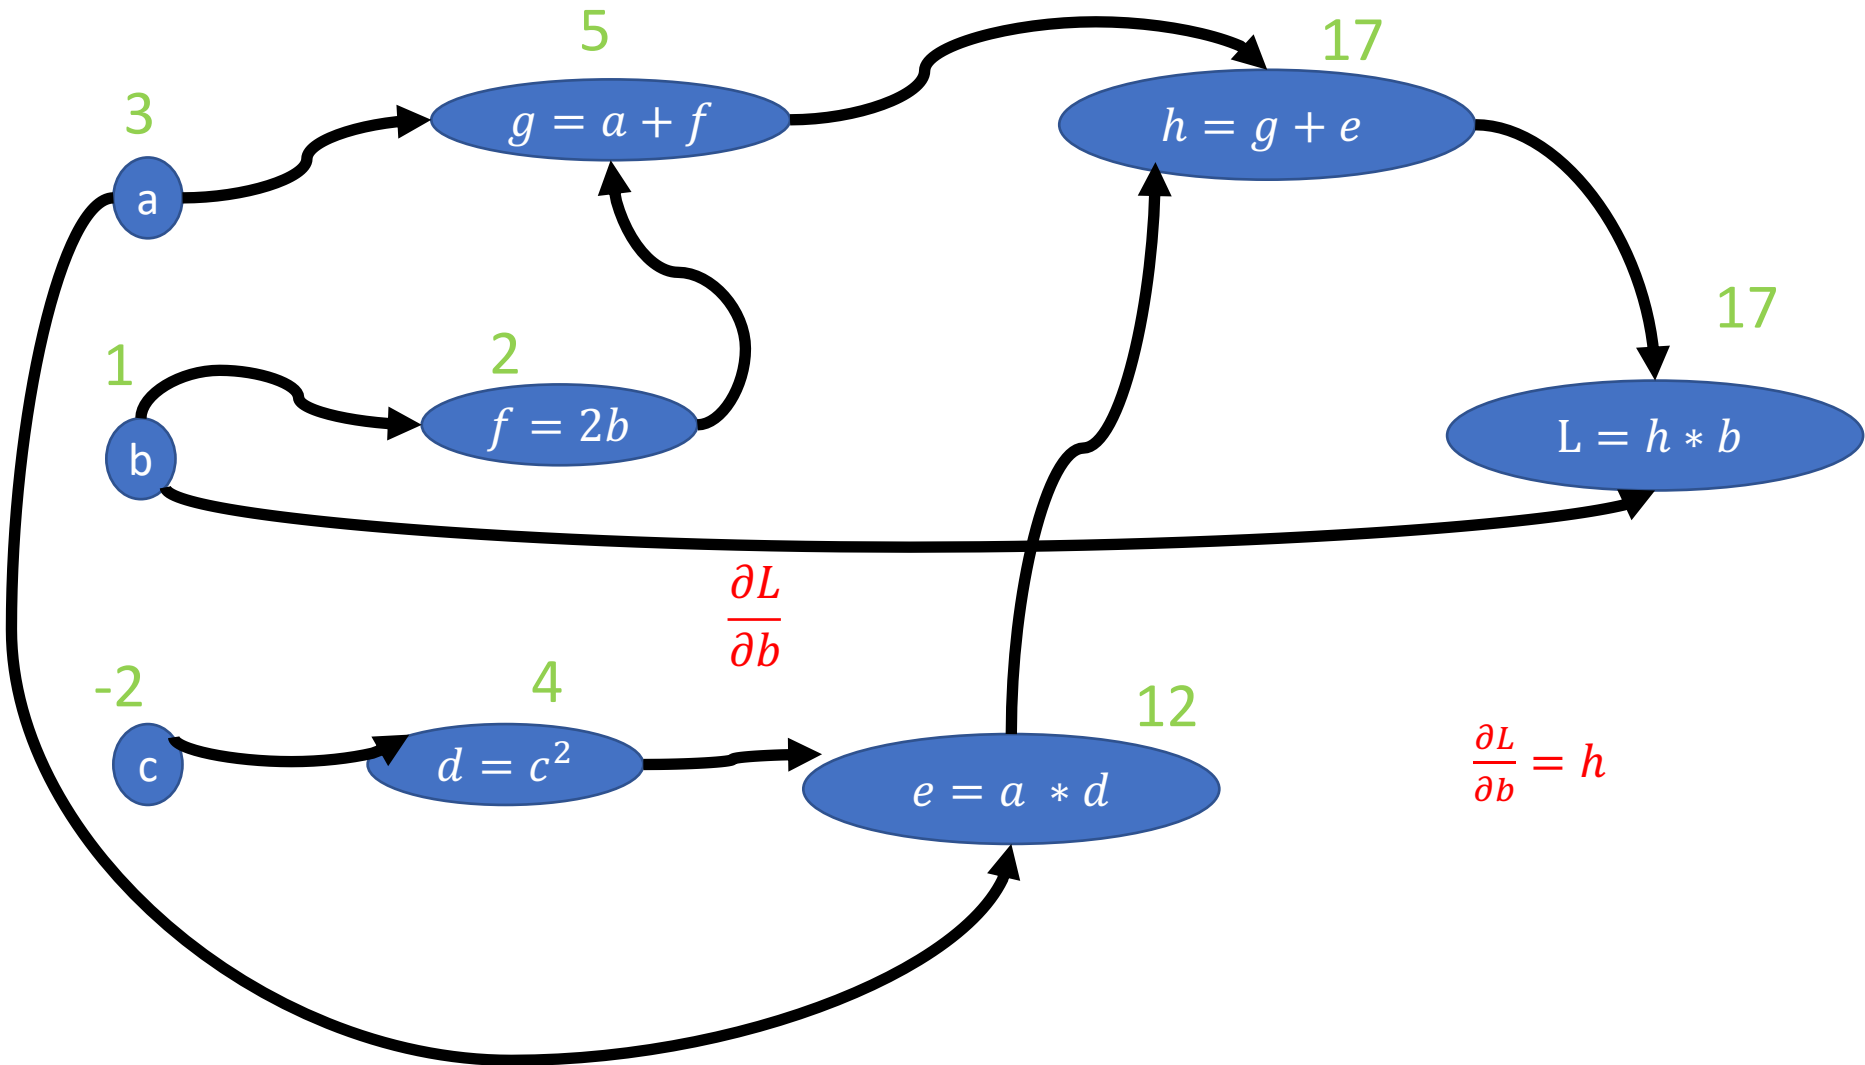 5
17
3
g = a + f
h = g + e
a
17
1
2
f = 2b
L = h ∗ b
b
∂L
∂b
-2
4
12
∂L/∂b = h
c
d = c²
e = a ∗ d